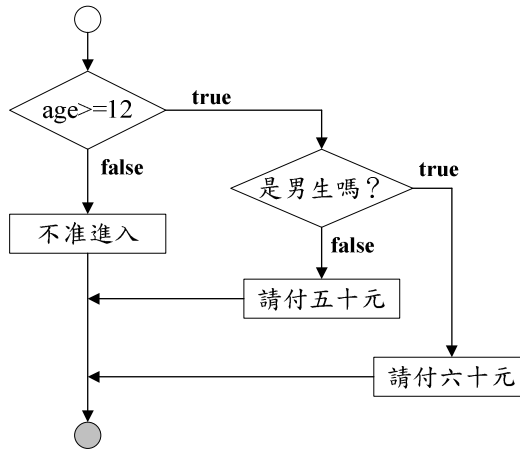 age>=12
true
false
是男生嗎？
true
不准進入
false
請付五十元
請付六十元